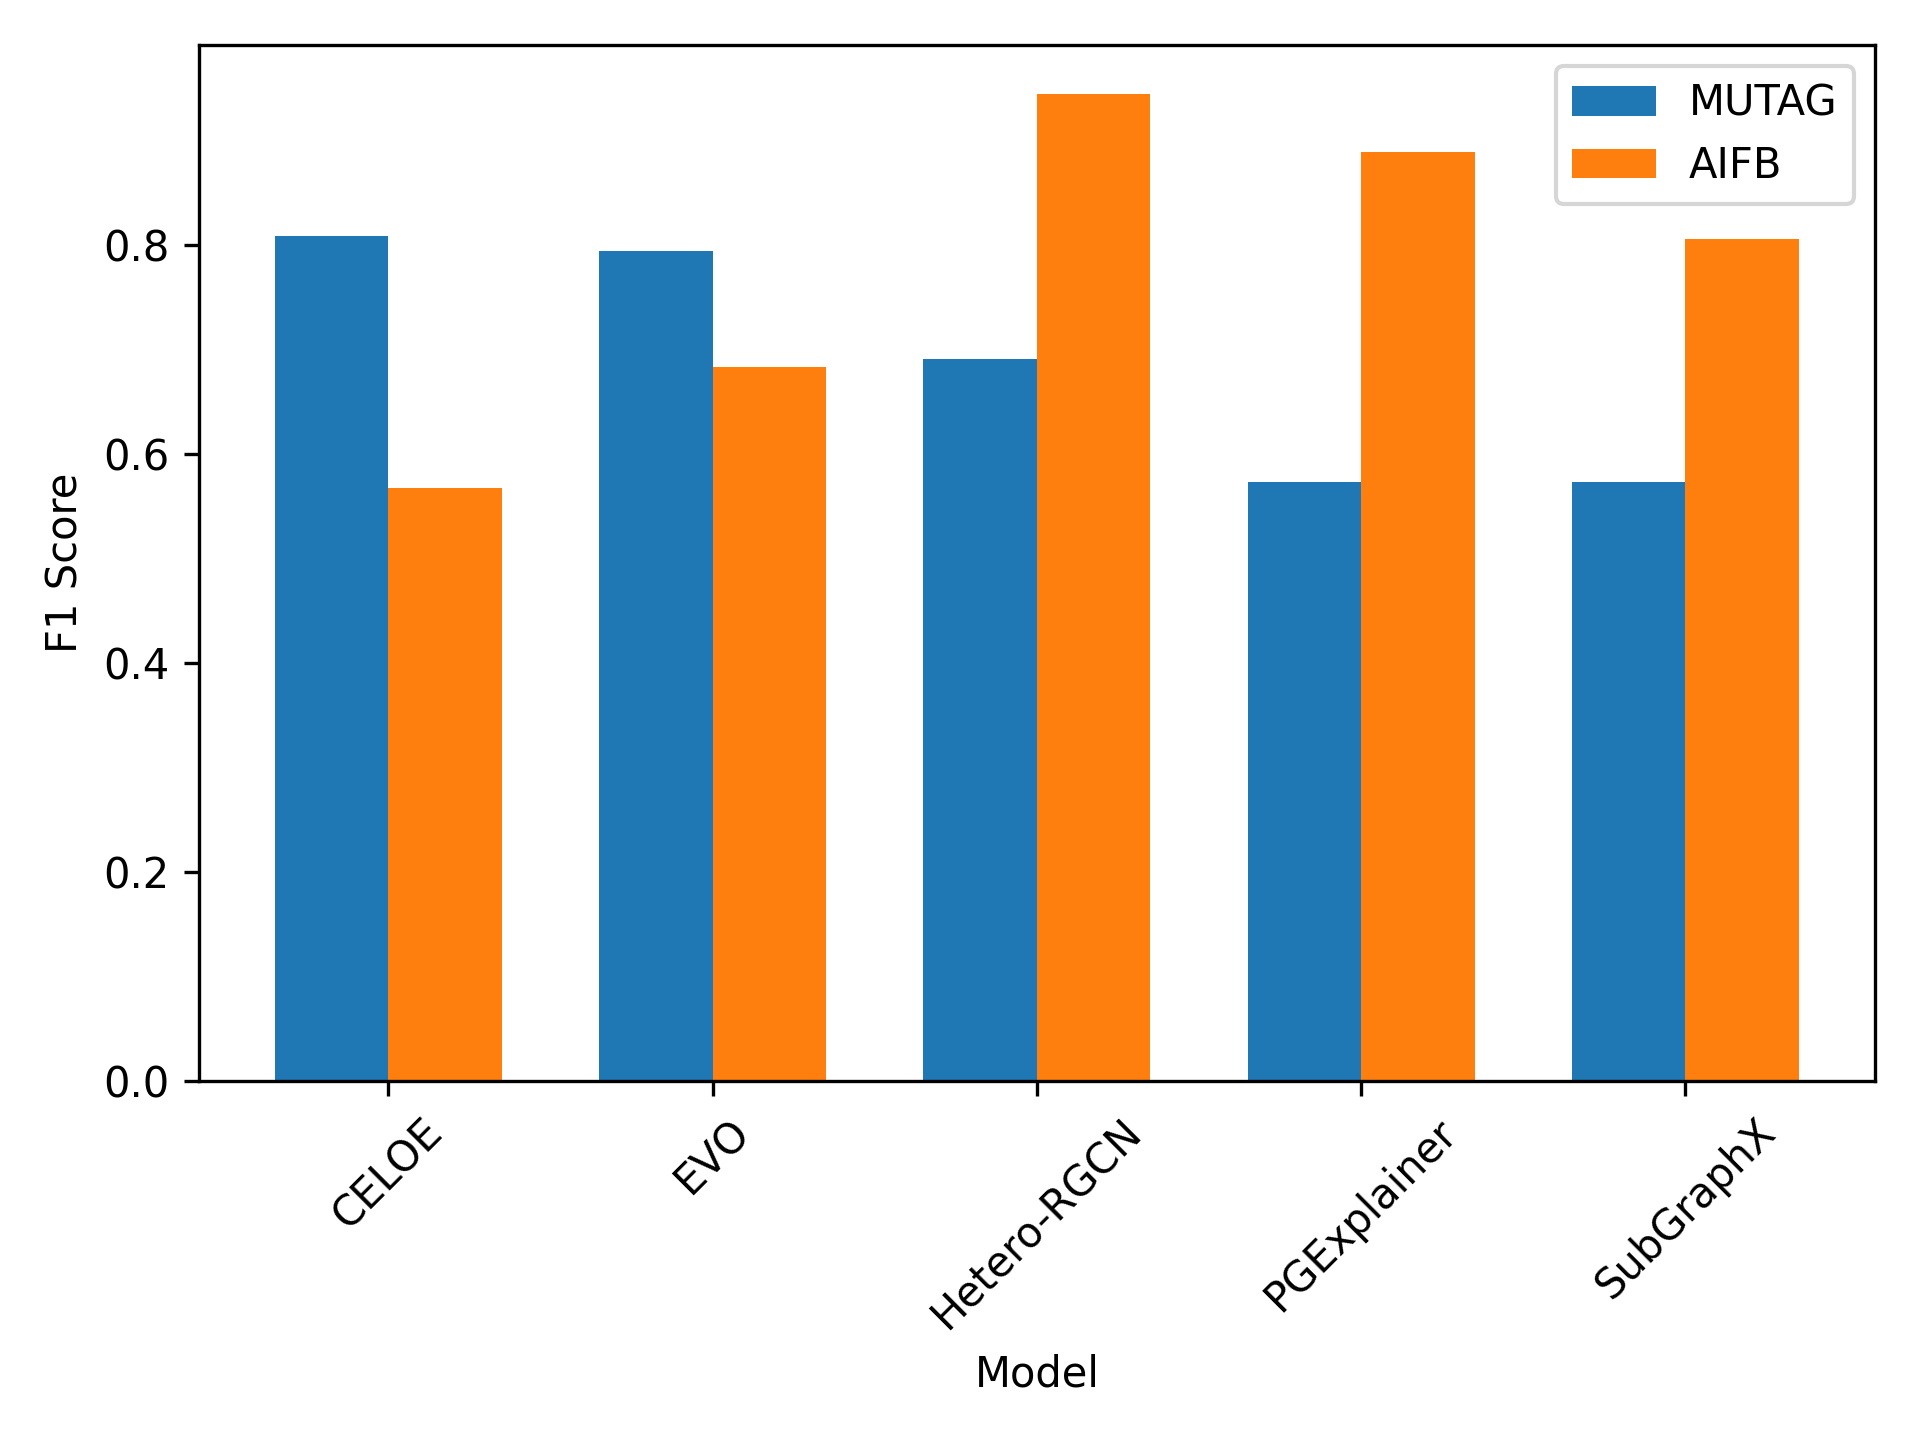 MUTAG
AIFB
F1 Score
0.8
0.6
0.4
0.2
0.0
CELOE
EVO
Hetero-RGCN
PGExplainer
SubGraphX
Model